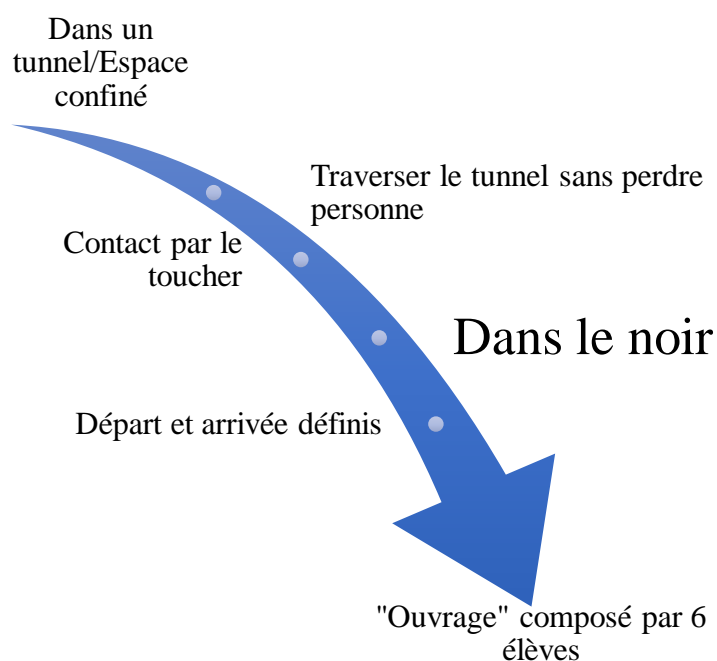 Dans un
tunnel/Espace
confiné
Traverser le tunnel sans perdre
personne
Contact par le
toucher
Dans le noir
Départ et arrivée définis
"Ouvrage" composé par 6
élèves